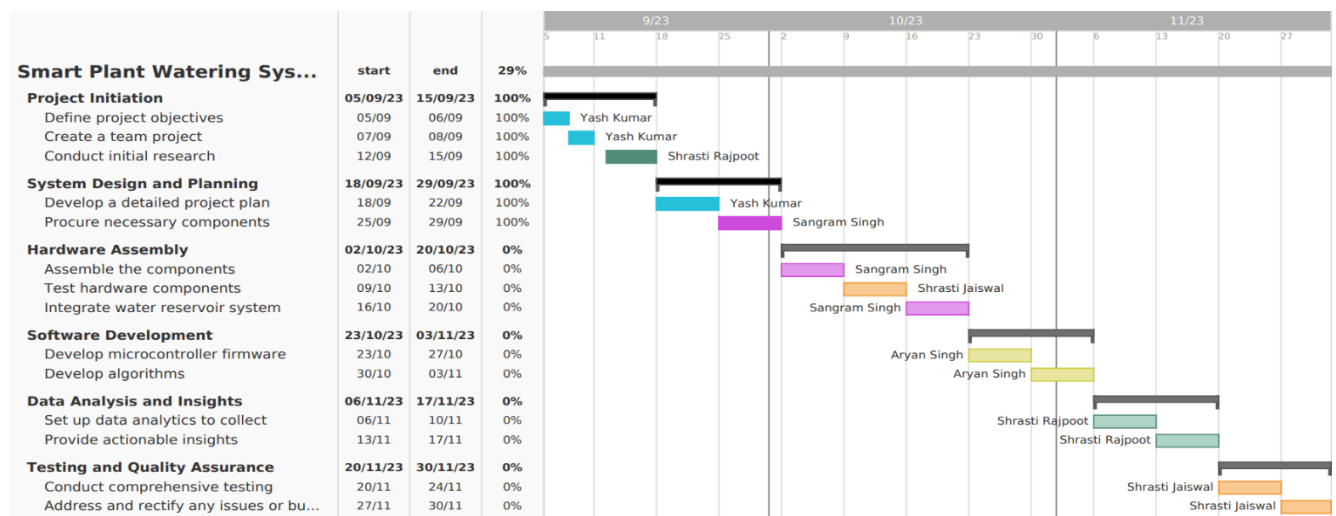 9/23 10/23 11/23
5 11 18 25 2 9 16 23 30 6 13 20 27
Smart Plant Watering Sys... start end 29%
Project Initiation 05/09/23 15/09/23 100%
Define project objectives 05/09 06/09 100% Yash Kumar
Create a team project 07/09 08/09 100% Yash Kumar
Conduct initial research 12/09 15/09 100% Shrasti Rajpoot
System Design and Planning 18/09/23 29/09/23 100%
Develop a detailed project plan 18/09 22/09 100% Yash Kumar
Procure necessary components 25/09 29/09 100% Sangram Singh
Hardware Assembly 02/10/23 20/10/23 0%
Assemble the components 02/10 06/10 0% Sangram Singh
Test hardware components 09/10 13/10 0% Shrasti Jaiswal
Integrate water reservoir system 16/10 20/10 0% Sangram Singh
Software Development 23/10/23 03/11/23 0%
Develop microcontroller firmware 23/10 27/10 0% Aryan Singh
Develop algorithms 30/10 03/11 0% Aryan Singh
Data Analysis and Insights 06/11/23 17/11/23 0%
Set up data analytics to collect 06/11 10/11 0% Shrasti Rajpoot
Provide actionable insights 13/11 17/11 0% Shrasti Rajpoot
Testing and Quality Assurance 20/11/23 30/11/23 0%
Conduct comprehensive testing 20/11 24/11 0% Shrasti Jaiswal
Address and rectify any issues or bu... 27/11 30/11 0% Shrasti Jaiswal